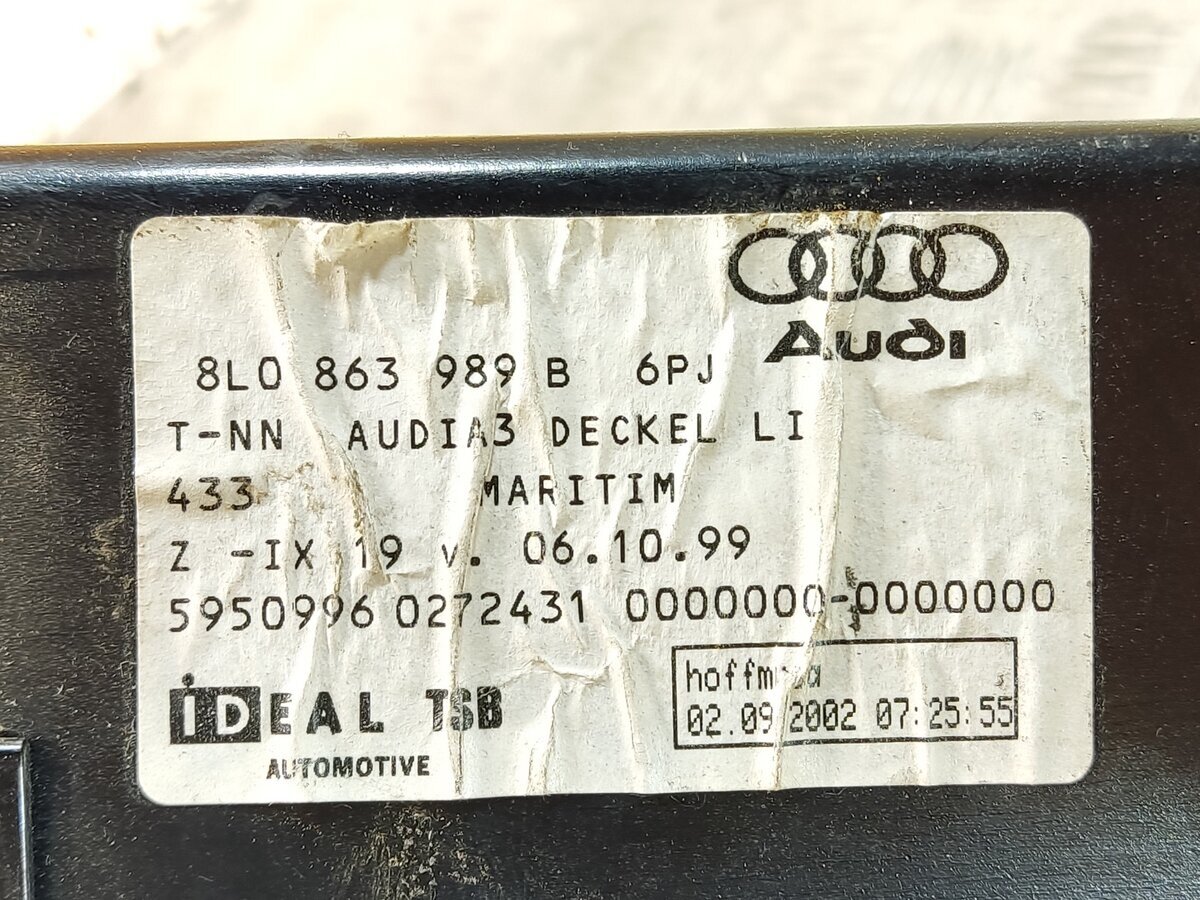 Audi
8L0 863 989 B 6PJ
T-NN AUDIA3 DECKEL LI
433 MARITIM
Z -IX 19 v. 06.10.99
5950996 0272431 0000000-0000000
iDEAL TSB
AUTOMOTIVE
02.09.2002 07:25:55